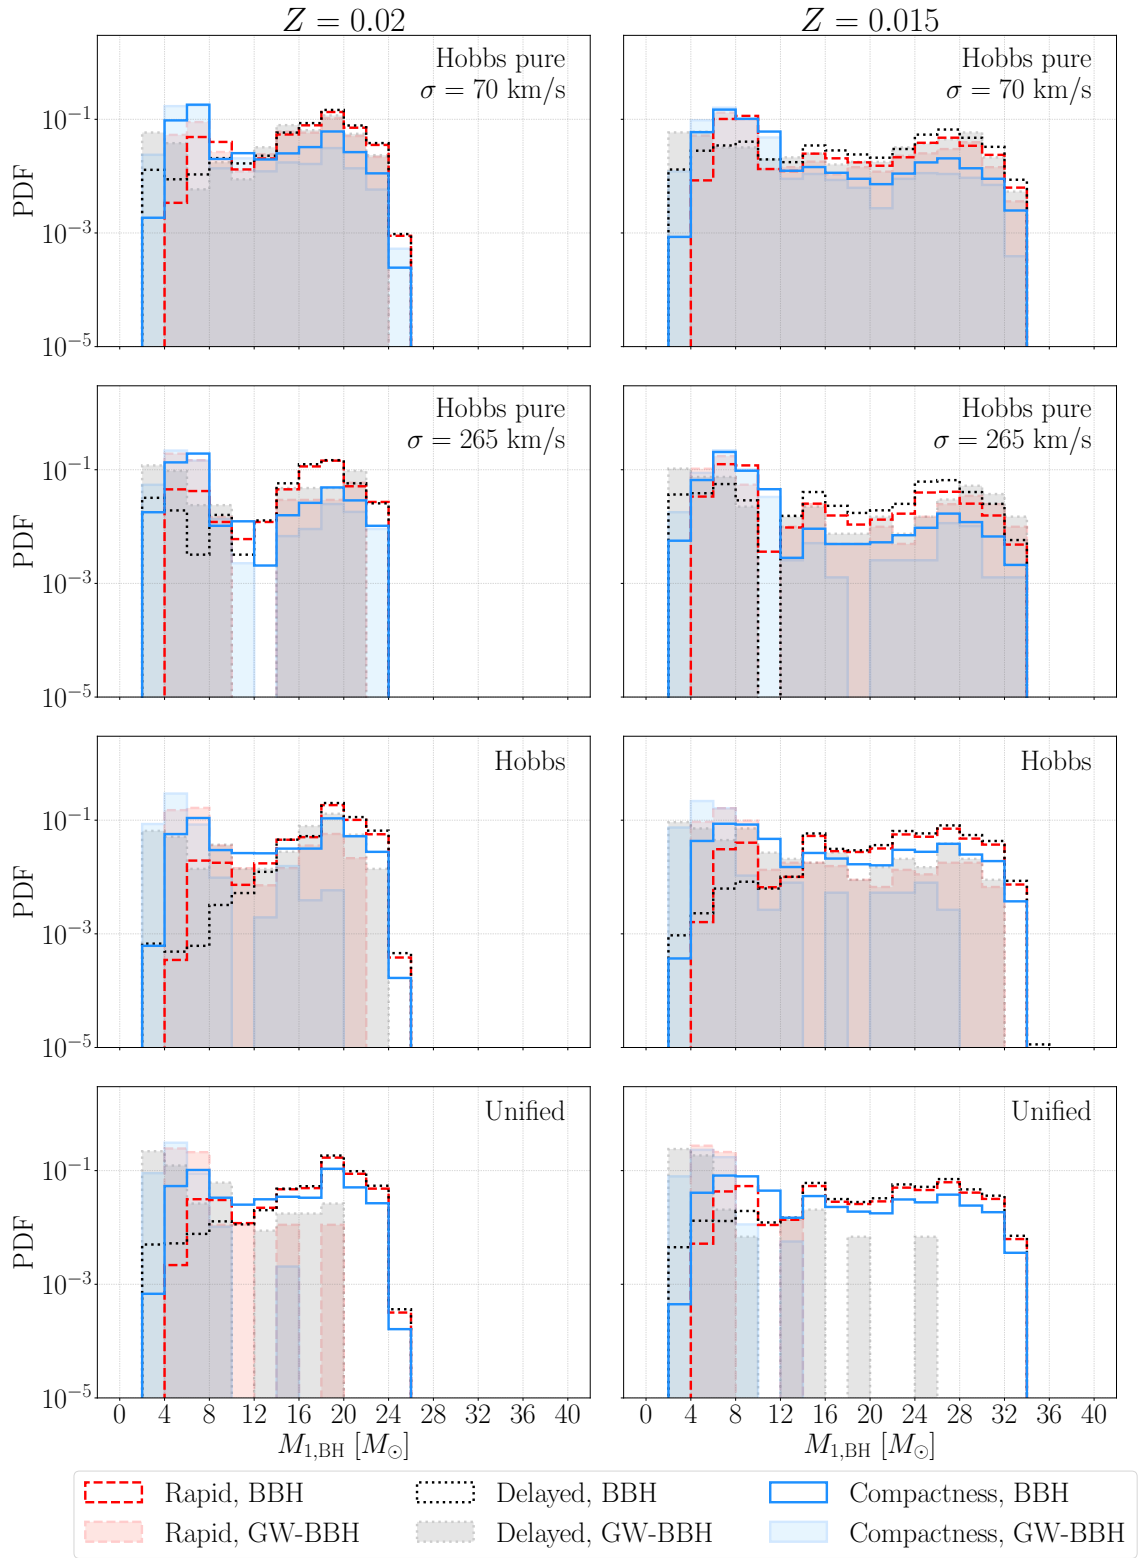 Z = 0.02
Z = 0.015
Hobbs pure
σ = 70 km/s
Hobbs pure
σ = 70 km/s
PDF
10⁻¹
10⁻³
10⁻⁵
Hobbs pure
σ = 265 km/s
Hobbs pure
σ = 265 km/s
PDF
10⁻¹
10⁻³
10⁻⁵
Hobbs
Hobbs
PDF
10⁻¹
10⁻³
10⁻⁵
Unified
Unified
PDF
10⁻¹
10⁻³
10⁻⁵
0 4 8 12 16 20 24 28 32 36 40
0 4 8 12 16 20 24 28 32 36 40
M₁,BH [M⊙]
M₁,BH [M⊙]
Rapid, BBH
Delayed, BBH
Compactness, BBH
Rapid, GW-BBH
Delayed, GW-BBH
Compactness, GW-BBH